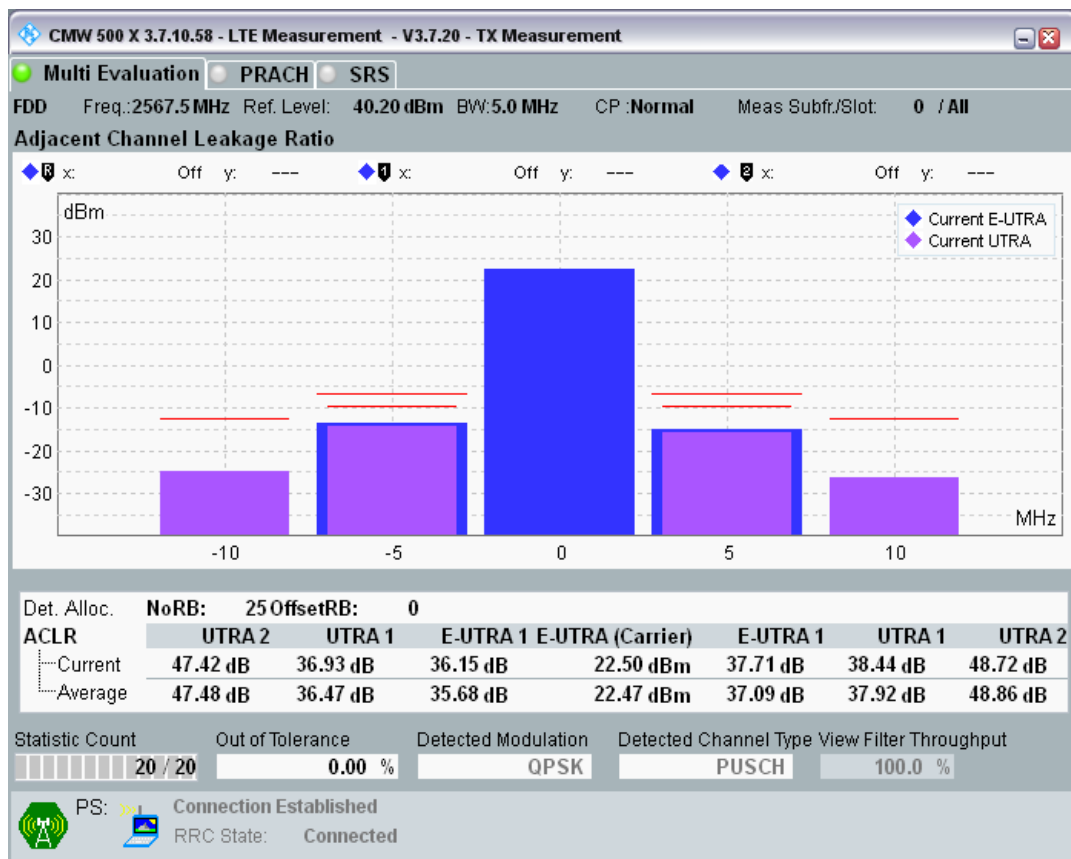 CMW 500 X 3.7.10.58 - LTE Measurement - V3.7.20 - TX Measurement
Multi Evaluation PRACH SRS
FDD Freq.:2567.5 MHz Ref. Level: 40.20 dBm BW:5.0 MHz CP :Normal Meas Subfr./Slot: 0 / All
Adjacent Channel Leakage Ratio
R x: Off y: --- 1 x: Off y: --- 2 x: Off y: ---
dBm
Current E-UTRA
Current UTRA
30
20
10
0
-10
-20
-30
MHz
-10 -5 0 5 10
Det. Alloc. NoRB: 25 OffsetRB: 0
ACLR UTRA 2 UTRA 1 E-UTRA 1 E-UTRA (Carrier) E-UTRA 1 UTRA 1 UTRA 2
Current 47.42 dB 36.93 dB 36.15 dB 22.50 dBm 37.71 dB 38.44 dB 48.72 dB
Average 47.48 dB 36.47 dB 35.68 dB 22.47 dBm 37.09 dB 37.92 dB 48.86 dB
Statistic Count Out of Tolerance Detected Modulation Detected Channel Type View Filter Throughput
20 / 20 0.00 % QPSK PUSCH 100.0 %
PS: Connection Established
RRC State: Connected